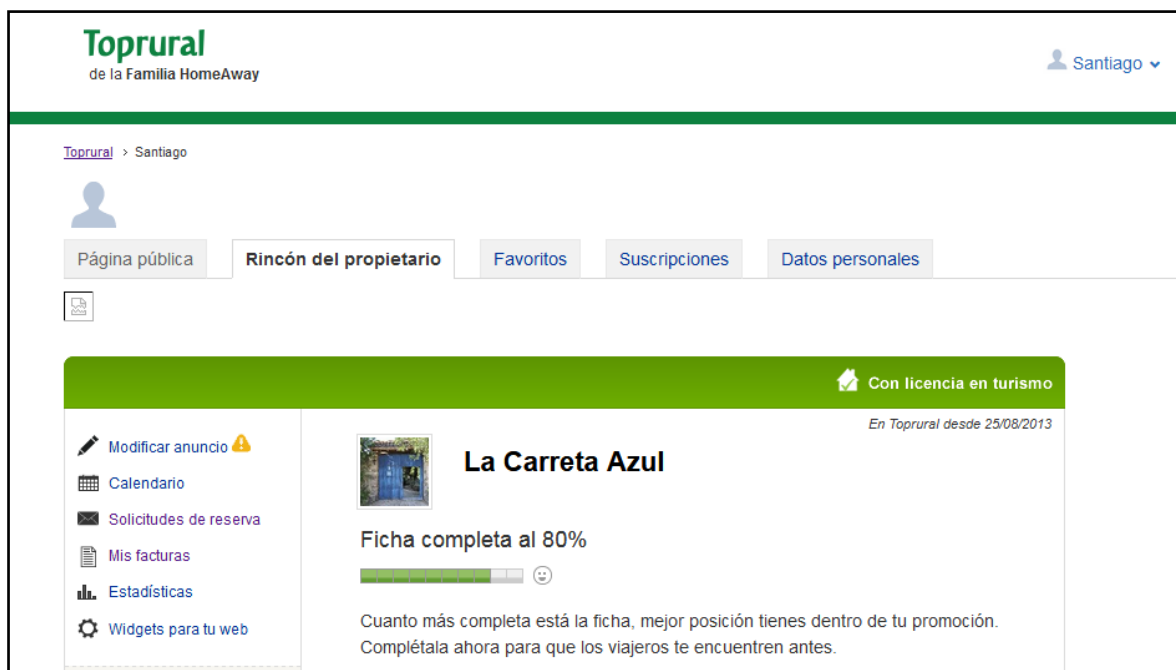 Toprural
de la Familia HomeAway
Santiago
Toprural > Santiago
Página pública
Rincón del propietario
Favoritos
Suscripciones
Datos personales
Con licencia en turismo
En Toprural desde 25/08/2013
Modificar anuncio
Calendario
Solicitudes de reserva
Mis facturas
Estadísticas
Widgets para tu web
La Carreta Azul
Ficha completa al 80%
Cuanto más completa está la ficha, mejor posición tienes dentro de tu promoción.
Complétala ahora para que los viajeros te encuentren antes.